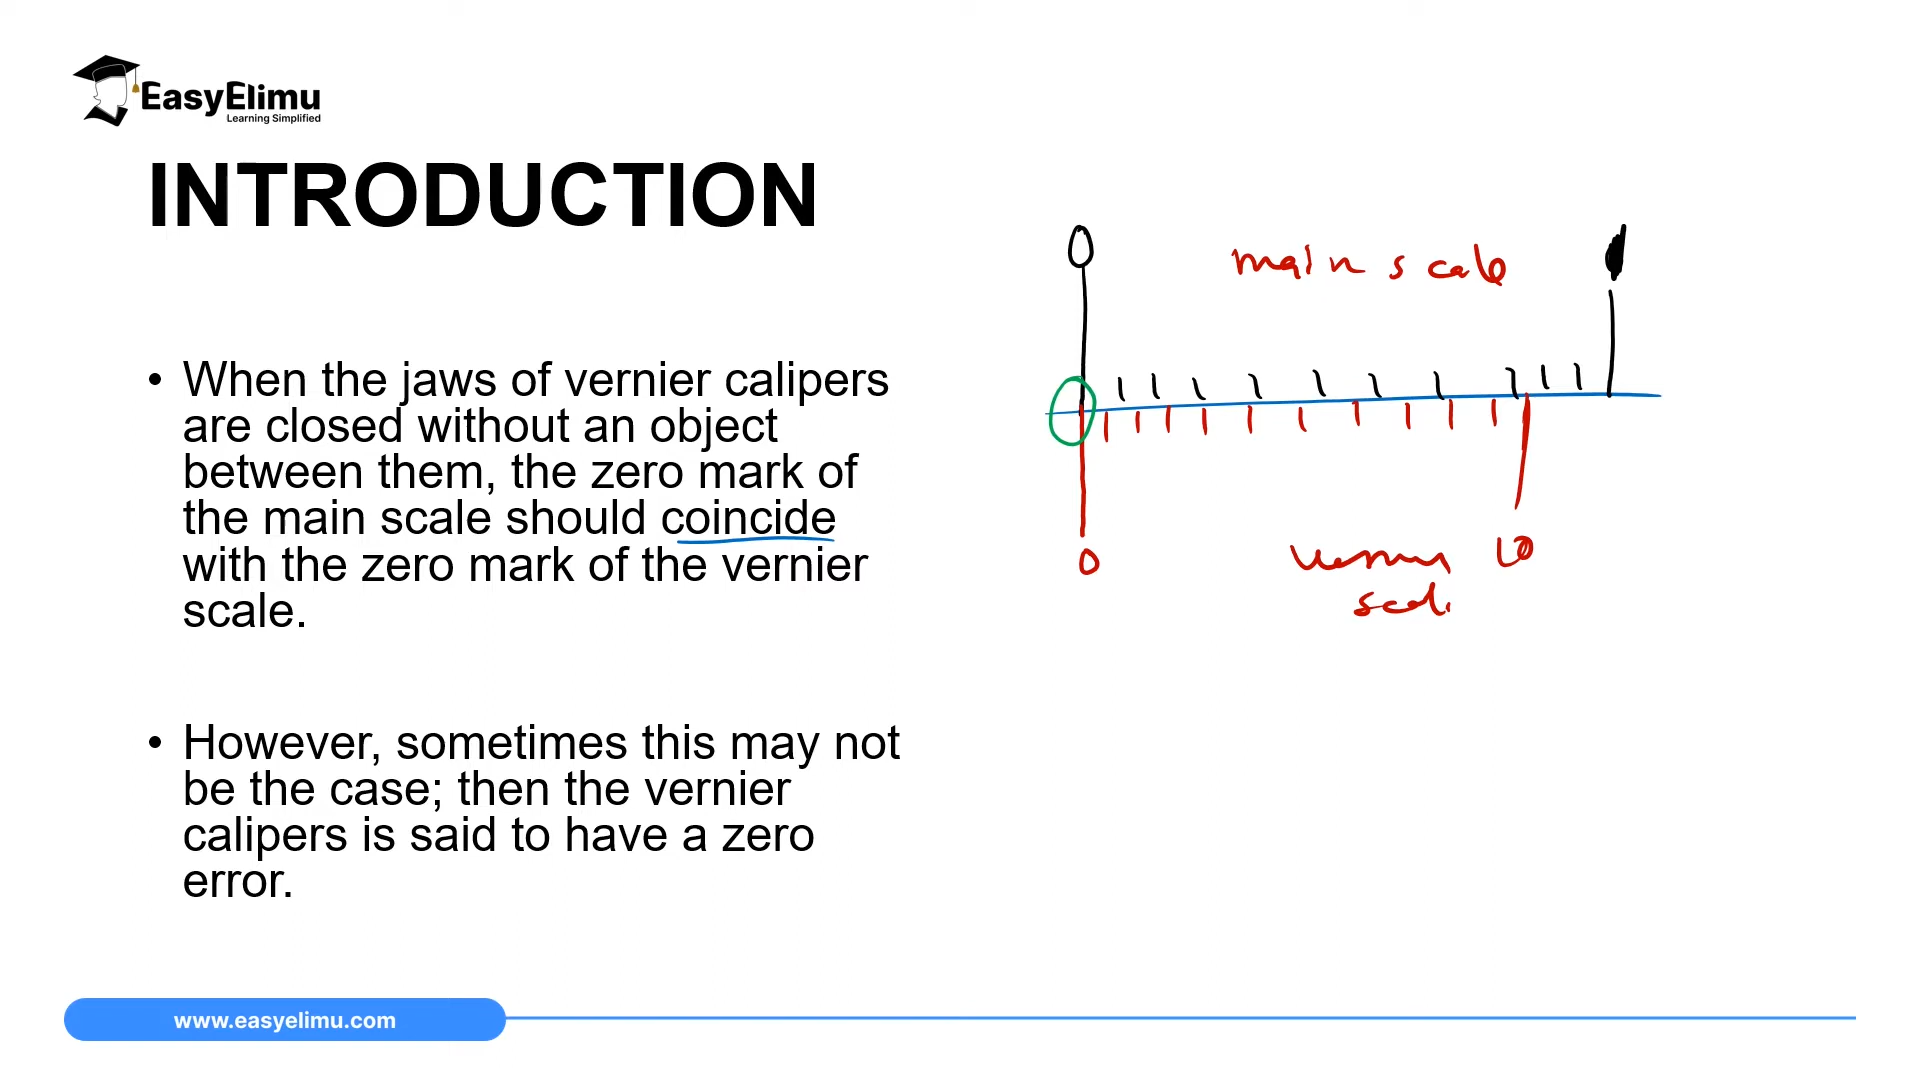 EasyElimu
Learning Simplified
INTRODUCTION
• When the jaws of vernier calipers
are closed without an object
between them, the zero mark of
the main scale should coincide
with the zero mark of the vernier
scale.
• However, sometimes this may not
be the case; then the vernier
calipers is said to have a zero
error.
0
main scale
0
10
scale
www.easyelimu.com